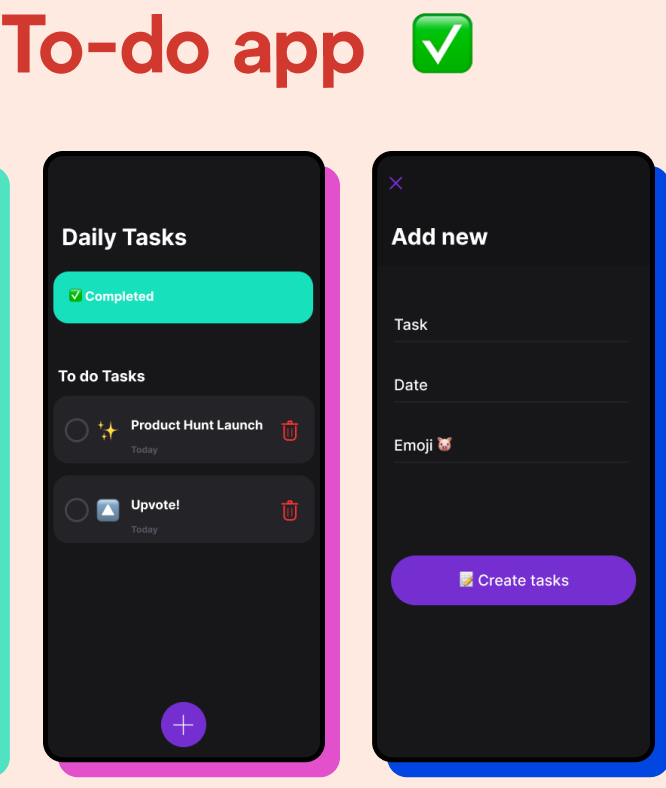 To-do app ✅
Daily Tasks
✅ Completed
To do Tasks
Product Hunt Launch
Today
Upvote!
Today
Add new
Task
Date
Emoji 🐷
📝 Create tasks